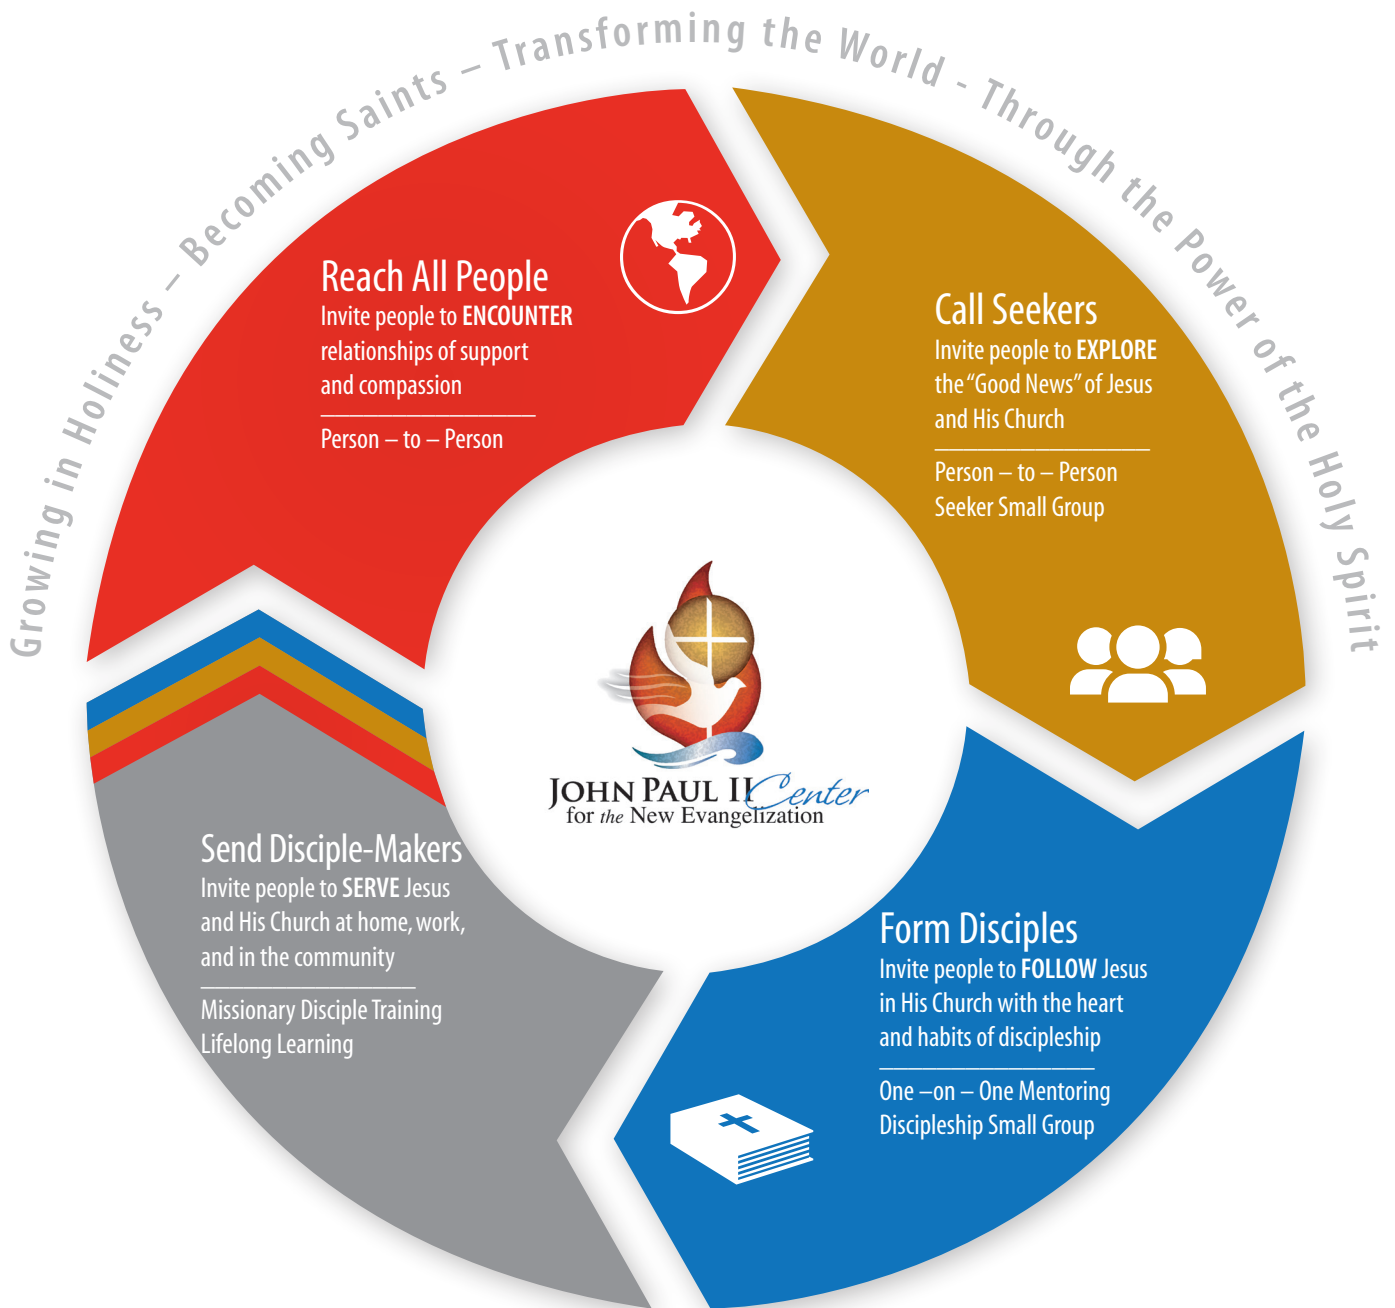 Growing in Holiness – Becoming Saints – Transforming the World - Through the Power of the Holy Spirit
Reach All People
Invite people to ENCOUNTER
relationships of support
and compassion
Person – to – Person
Call Seekers
Invite people to EXPLORE
the “Good News” of Jesus
and His Church
Person – to – Person
Seeker Small Group
JOHN PAUL II Center
for the New Evangelization
Send Disciple-Makers
Invite people to SERVE Jesus
and His Church at home, work,
and in the community
Missionary Disciple Training
Lifelong Learning
Form Disciples
Invite people to FOLLOW Jesus
in His Church with the heart
and habits of discipleship
One –on – One Mentoring
Discipleship Small Group